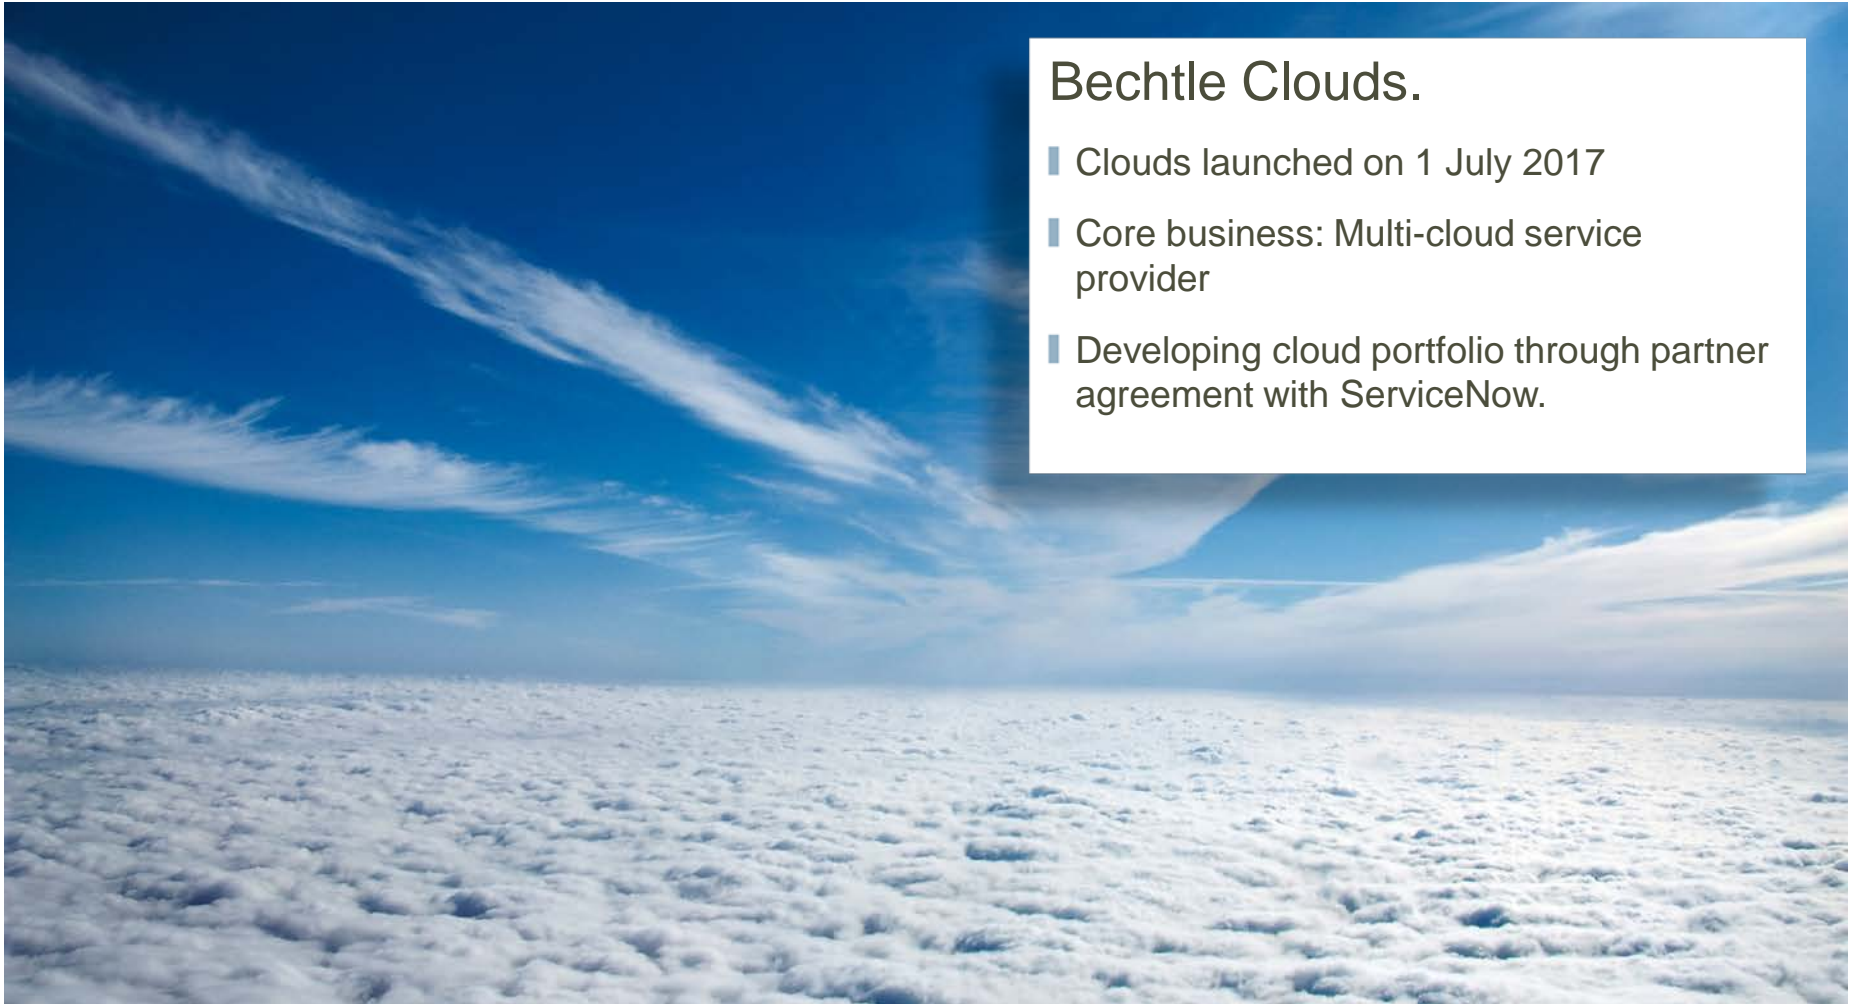 Bechtle Clouds.
Clouds launched on 1 July 2017
Core business: Multi-cloud service
provider
Developing cloud portfolio through partner
agreement with ServiceNow.